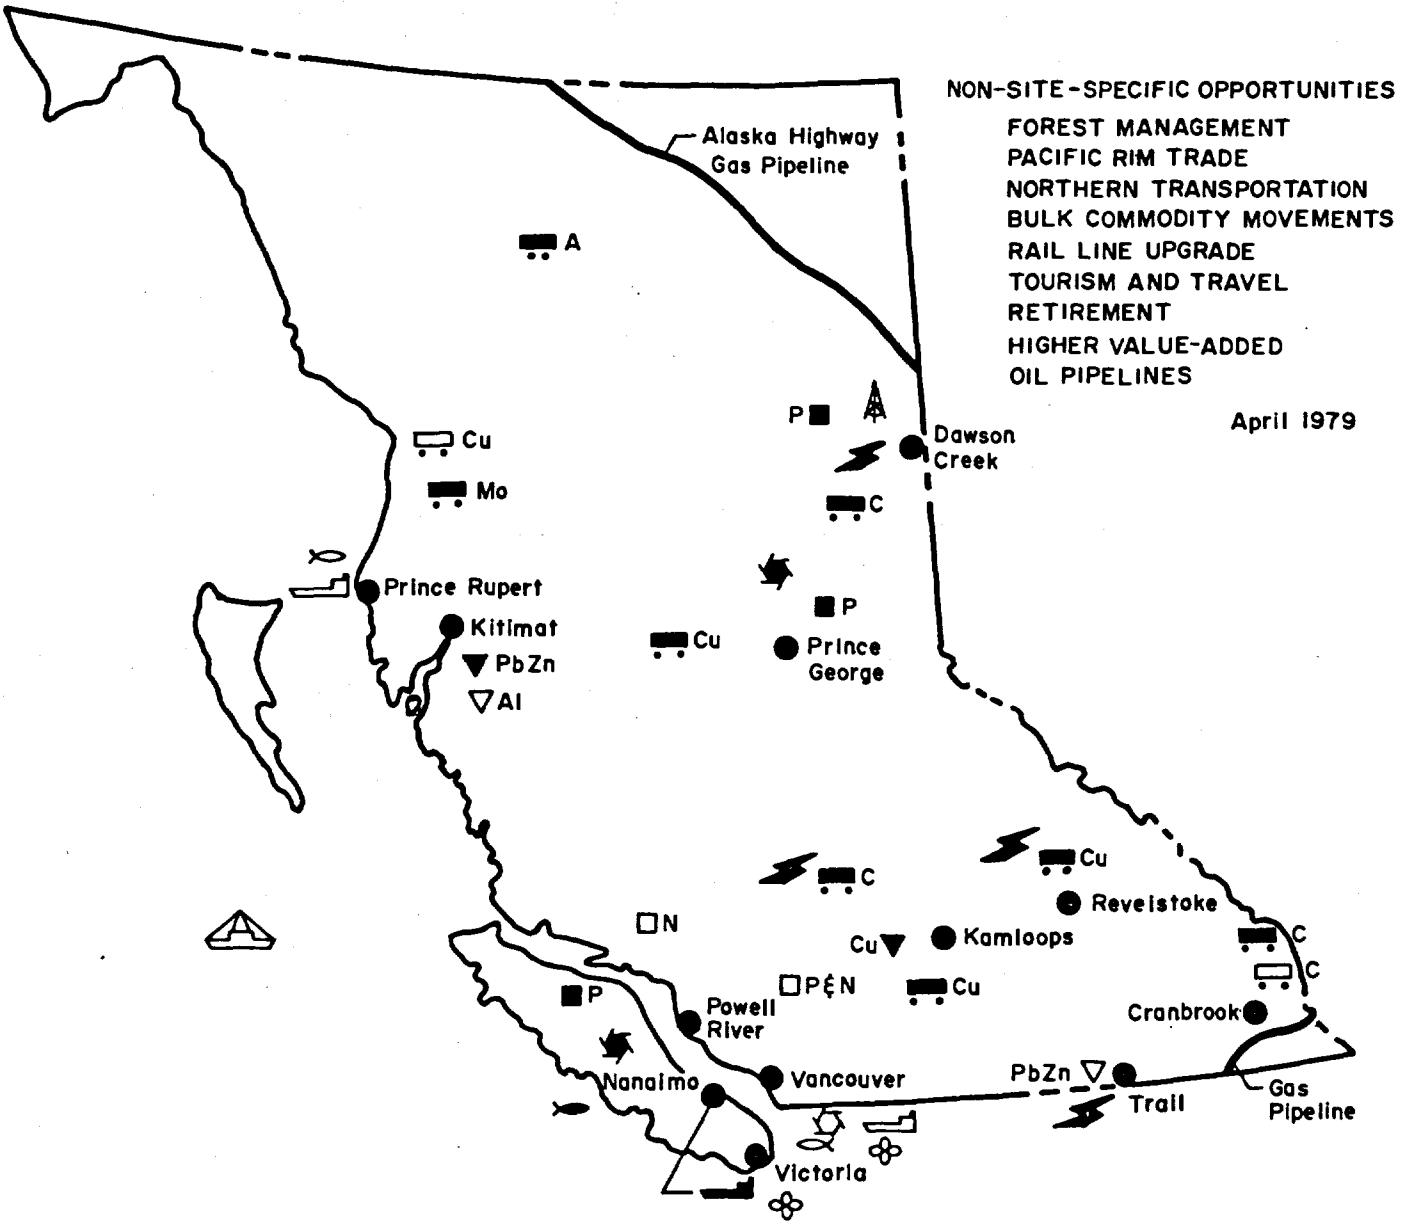 NON-SITE-SPECIFIC OPPORTUNITIES
FOREST MANAGEMENT
PACIFIC RIM TRADE
NORTHERN TRANSPORTATION
BULK COMMODITY MOVEMENTS
RAIL LINE UPGRADE
TOURISM AND TRAVEL
RETIREMENT
HIGHER VALUE-ADDED
OIL PIPELINES
April 1979
Alaska Highway
Gas Pipeline
A
P
Dawson
Creek
Cu
Mo
C
Prince Rupert
P
Kitimat
Cu
Prince
George
PbZn
Al
Cu
C
Revelstoke
N
Cu
Kamloops
C
C
P & N
Cu
P
Powell
River
Cranbrook
Nanaimo
Vancouver
PbZn
Trail
Gas
Pipeline
Victoria